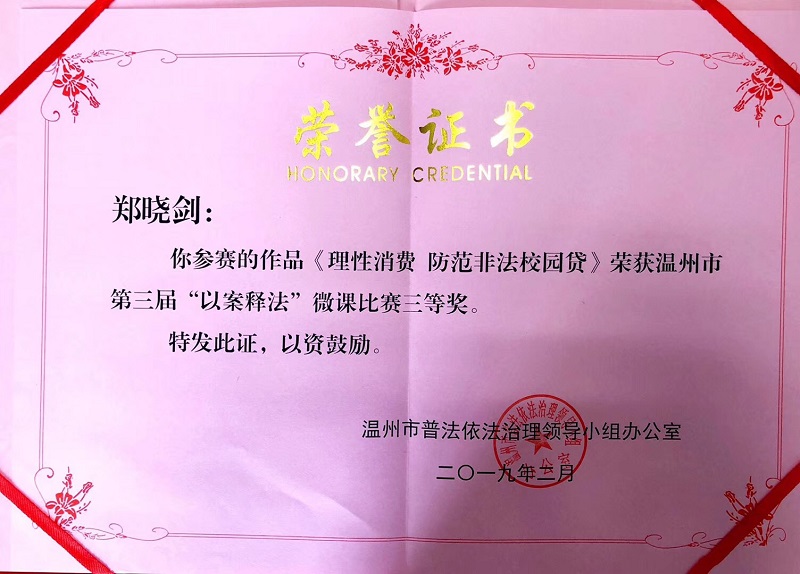 荣誉证书
HONORARY CREDENTIAL
郑晓剑：
你参赛的作品《理性消费 防范非法校园贷》荣获温州市
第三届“以案释法”微课比赛三等奖。
特发此证，以资鼓励。
温州市普法依法治理领导小组办公室
二〇一九年二月